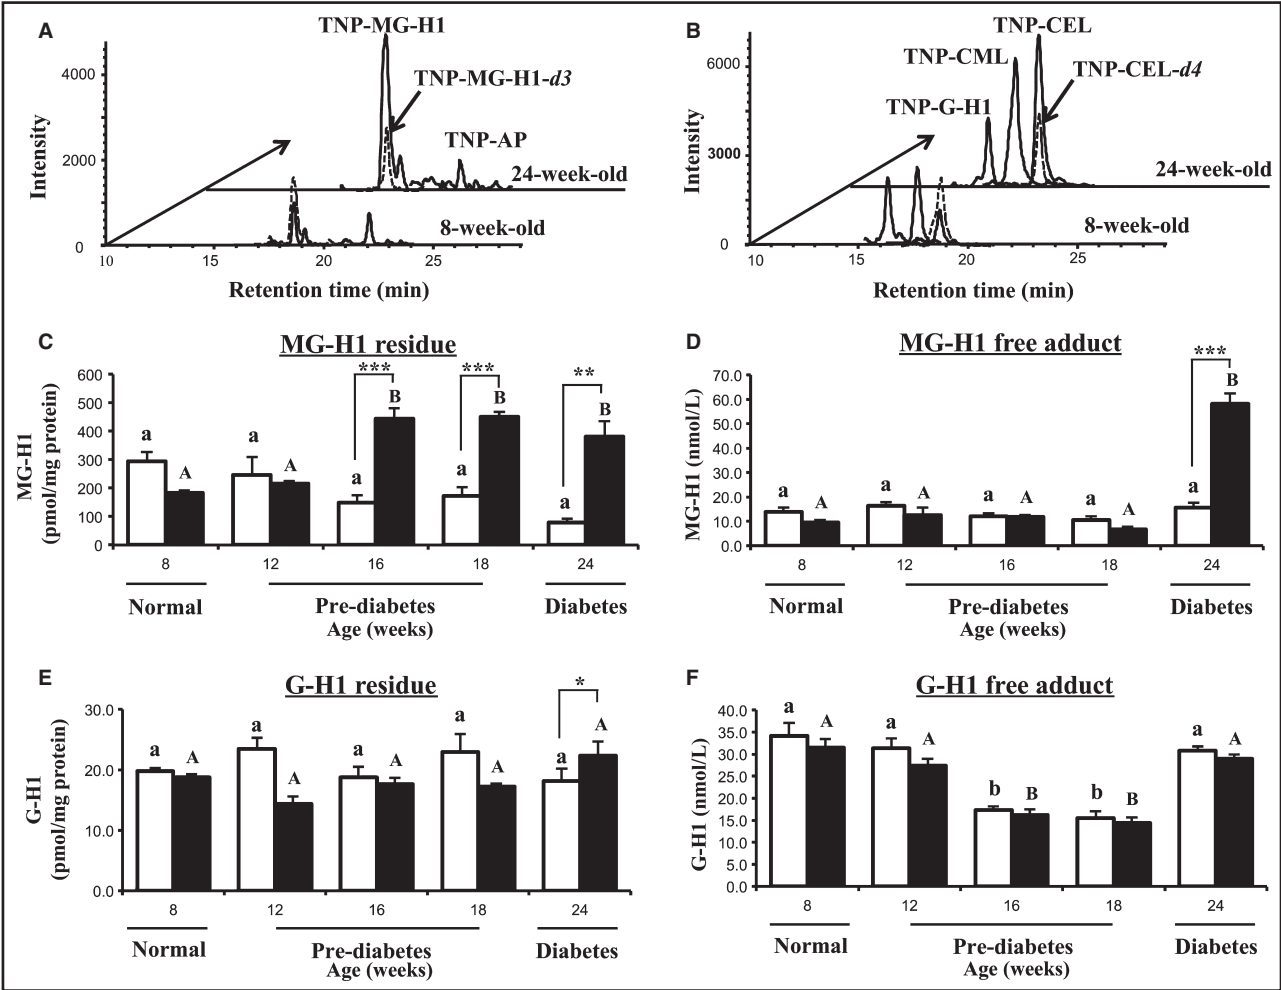 A
TNP-MG-H1
TNP-MG-H1-d3
TNP-AP
24-week-old
8-week-old
Intensity
4000
2000
0
10 15 20 25
Retention time (min)
B
TNP-CEL
TNP-CML
TNP-CEL-d4
TNP-G-H1
24-week-old
8-week-old
Intensity
6000
3000
0
10 15 20 25
Retention time (min)
C
MG-H1 residue
MG-H1
(pmol/mg protein)
600
500
400
300
200
100
0
*** *** **
a A a A a B a B a B
8 12 16 18 24
Normal Pre-diabetes Diabetes
Age (weeks)
D
MG-H1 free adduct
MG-H1 (nmol/L)
70.0
60.0
50.0
40.0
30.0
20.0
10.0
0.0
***
a A a A a A a A a B
8 12 16 18 24
Normal Pre-diabetes Diabetes
Age (weeks)
E
G-H1 residue
G-H1
(pmol/mg protein)
30.0
20.0
10.0
0.0
*
a A a A a A a A a A
8 12 16 18 24
Normal Pre-diabetes Diabetes
Age (weeks)
F
G-H1 free adduct
G-H1 (nmol/L)
40.0
35.0
30.0
25.0
20.0
15.0
10.0
5.0
0.0
a A a A b B b B a A
8 12 16 18 24
Normal Pre-diabetes Diabetes
Age (weeks)